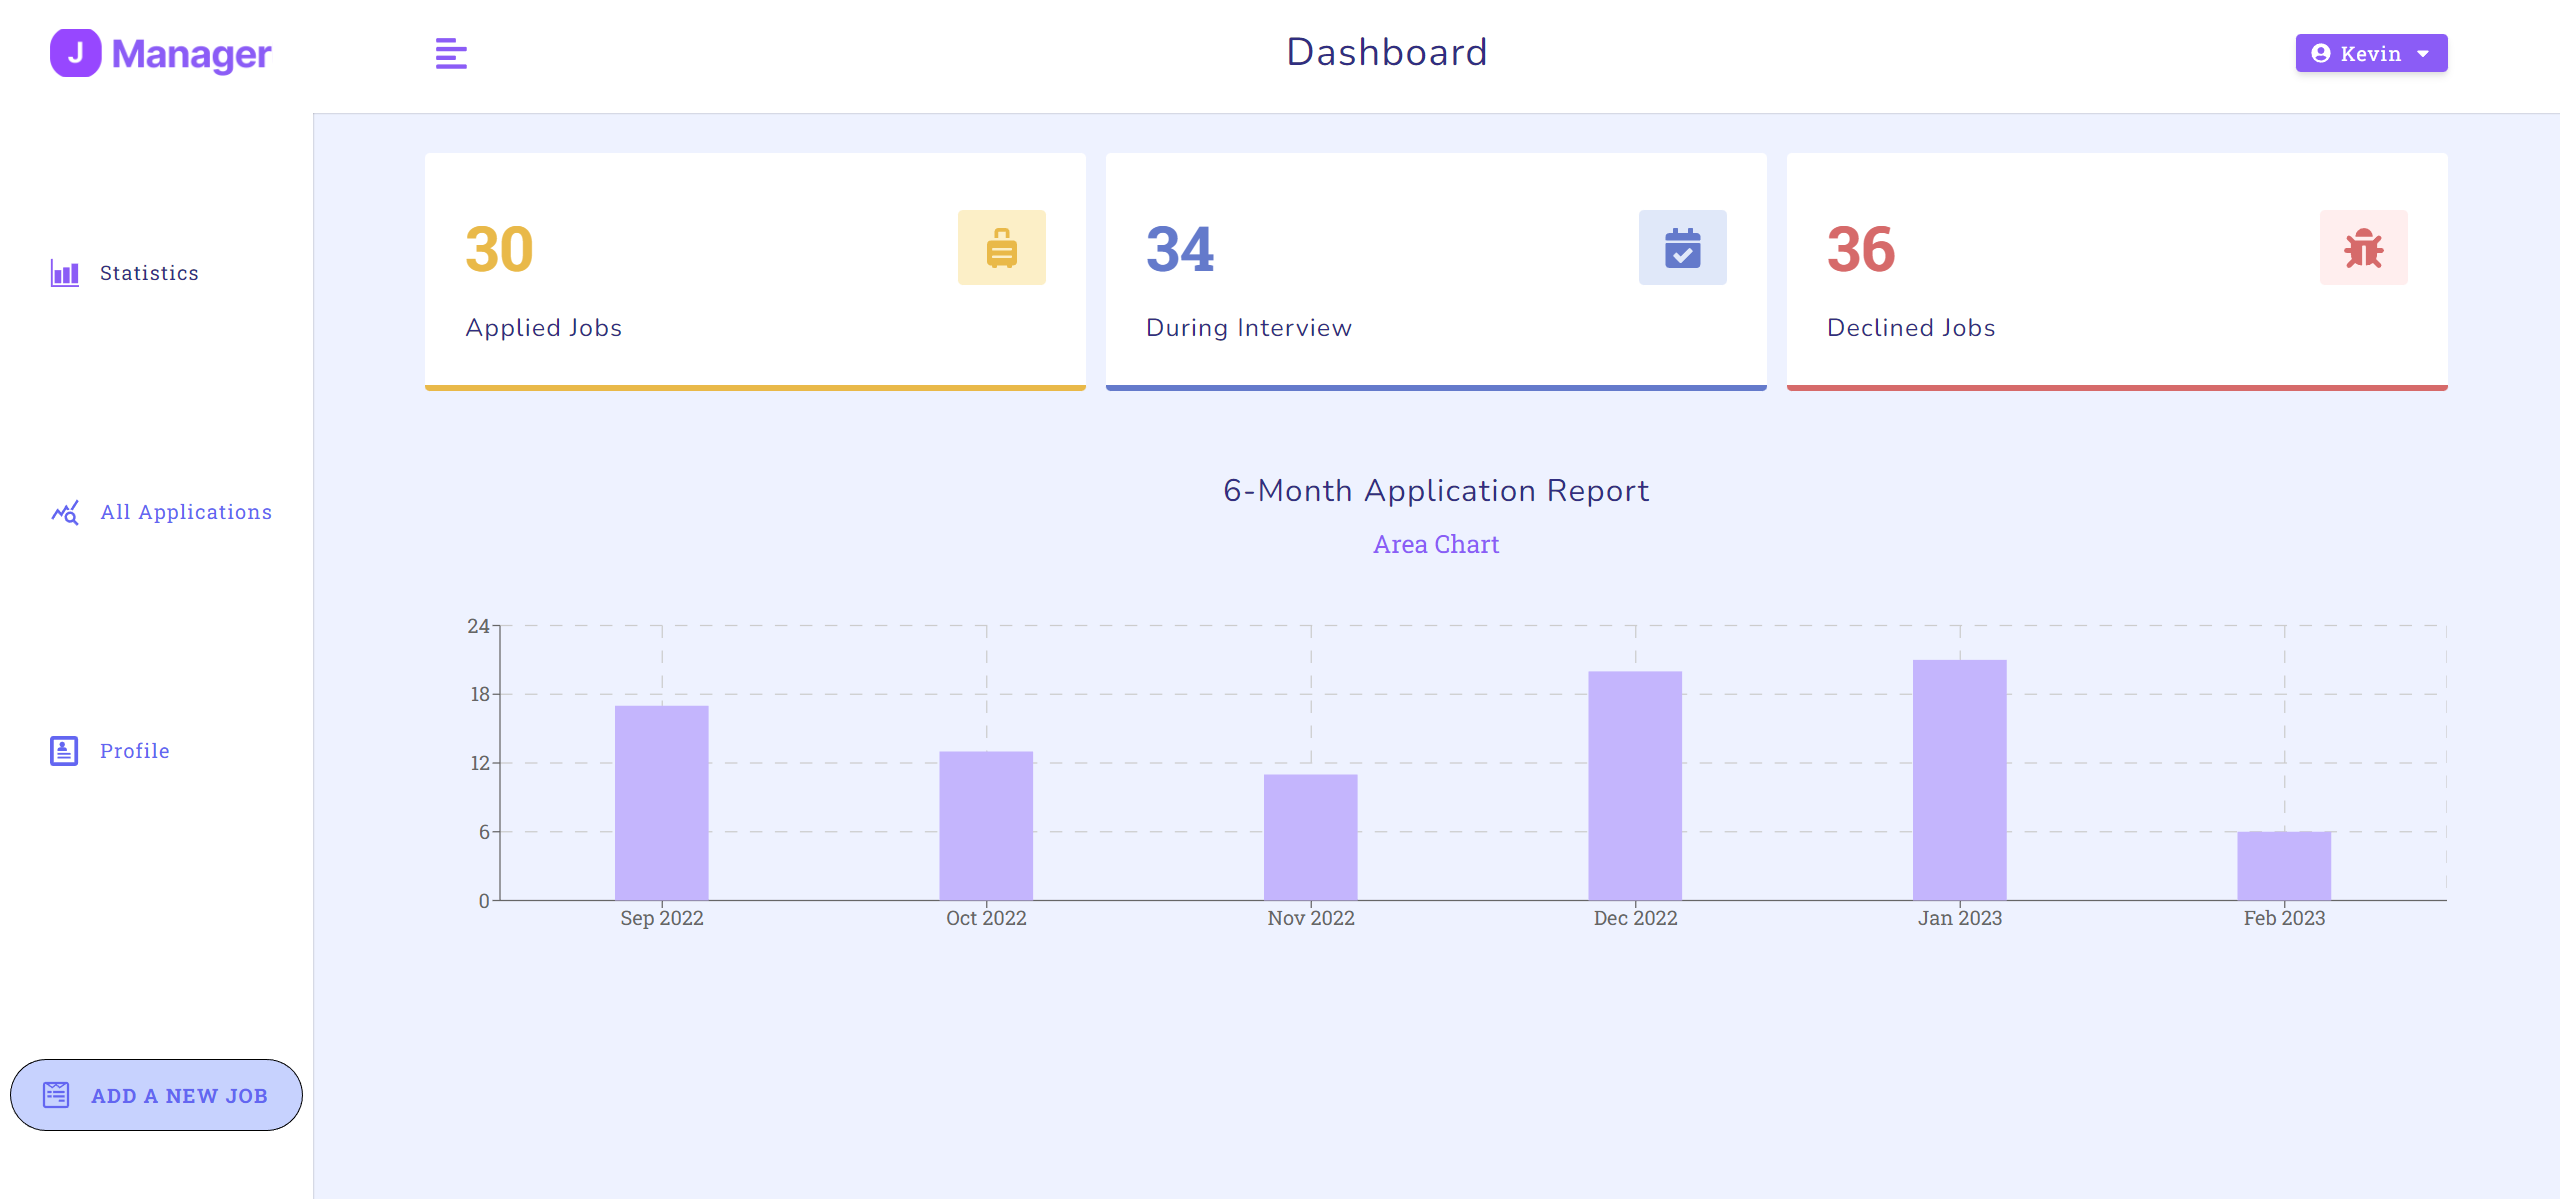 J Manager
Dashboard
Kevin
Statistics
All Applications
Profile
ADD A NEW JOB
30
Applied Jobs
34
During Interview
36
Declined Jobs
6-Month Application Report
Area Chart
24
18
12
6
0
Sep 2022 Oct 2022 Nov 2022 Dec 2022 Jan 2023 Feb 2023